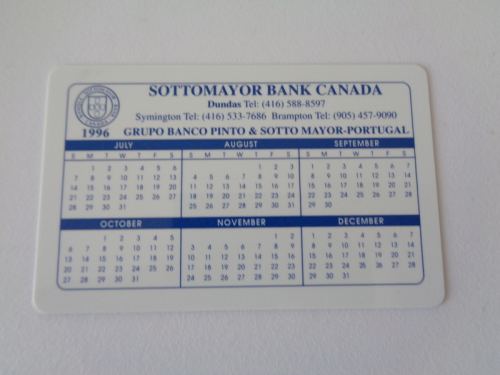 SOTTOMAYOR BANK CANADA
Dundas Tel: (416) 588-8597
Symington Tel: (416) 533-7686 Brampton Tel: (905) 457-9090
1996 GRUPO BANCO PINTO & SOTTO MAYOR-PORTUGAL
JULY AUGUST SEPTEMBER
S M T W T F S S M T W T F S S M T W T F S
1 2 3 4 5 6 1 2 3 1 2 3 4 5 6 7
7 8 9 10 11 12 13 4 5 6 7 8 9 10 8 9 10 11 12 13 14
14 15 16 17 18 19 20 11 12 13 14 15 16 17 15 16 17 18 19 20 21
21 22 23 24 25 26 27 18 19 20 21 22 23 24 22 23 24 25 26 27 28
28 29 30 31 25 26 27 28 29 30 31 29 30
OCTOBER NOVEMBER DECEMBER
1 2 3 4 5 1 2 1 2 3 4 5 6 7
6 7 8 9 10 11 12 3 4 5 6 7 8 9 8 9 10 11 12 13 14
13 14 15 16 17 18 19 10 11 12 13 14 15 16 15 16 17 18 19 20 21
20 21 22 23 24 25 26 17 18 19 20 21 22 23 22 23 24 25 26 27 28
27 28 29 30 31 24 25 26 27 28 29 30 29 30 31